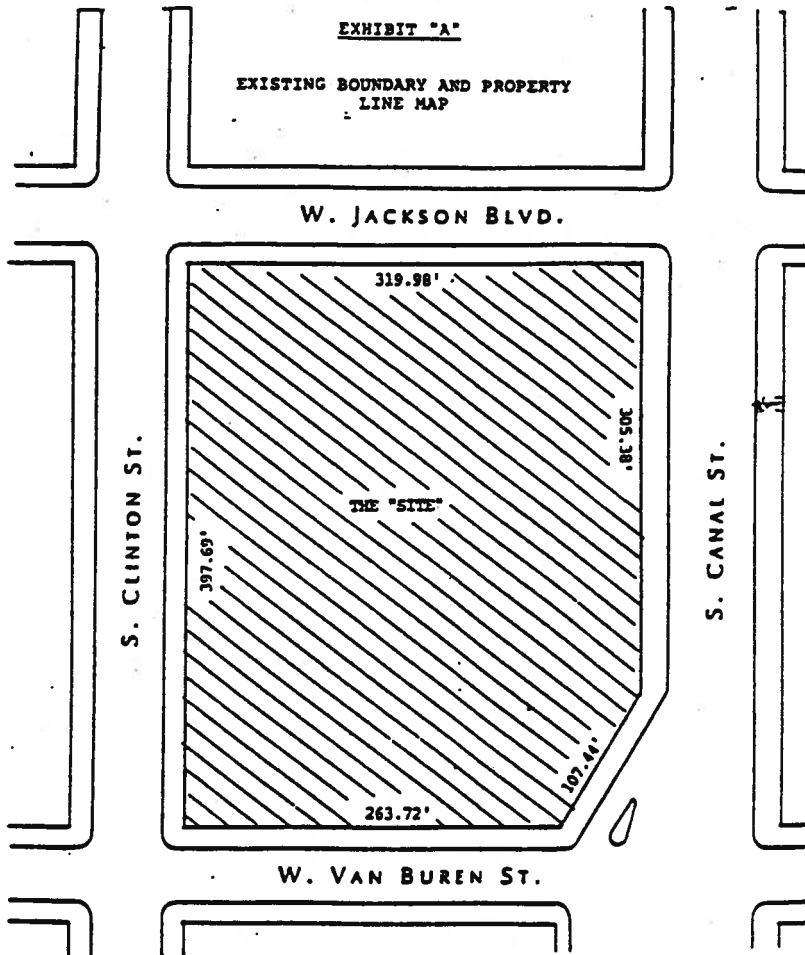 EXHIBIT "A"
EXISTING BOUNDARY AND PROPERTY
LINE MAP
W. JACKSON BLVD.
319.98'
305.38'
S. CLINTON ST.
THE "SITE"
S. CANAL ST.
397.69'
107.44'
263.72'
W. VAN BUREN ST.